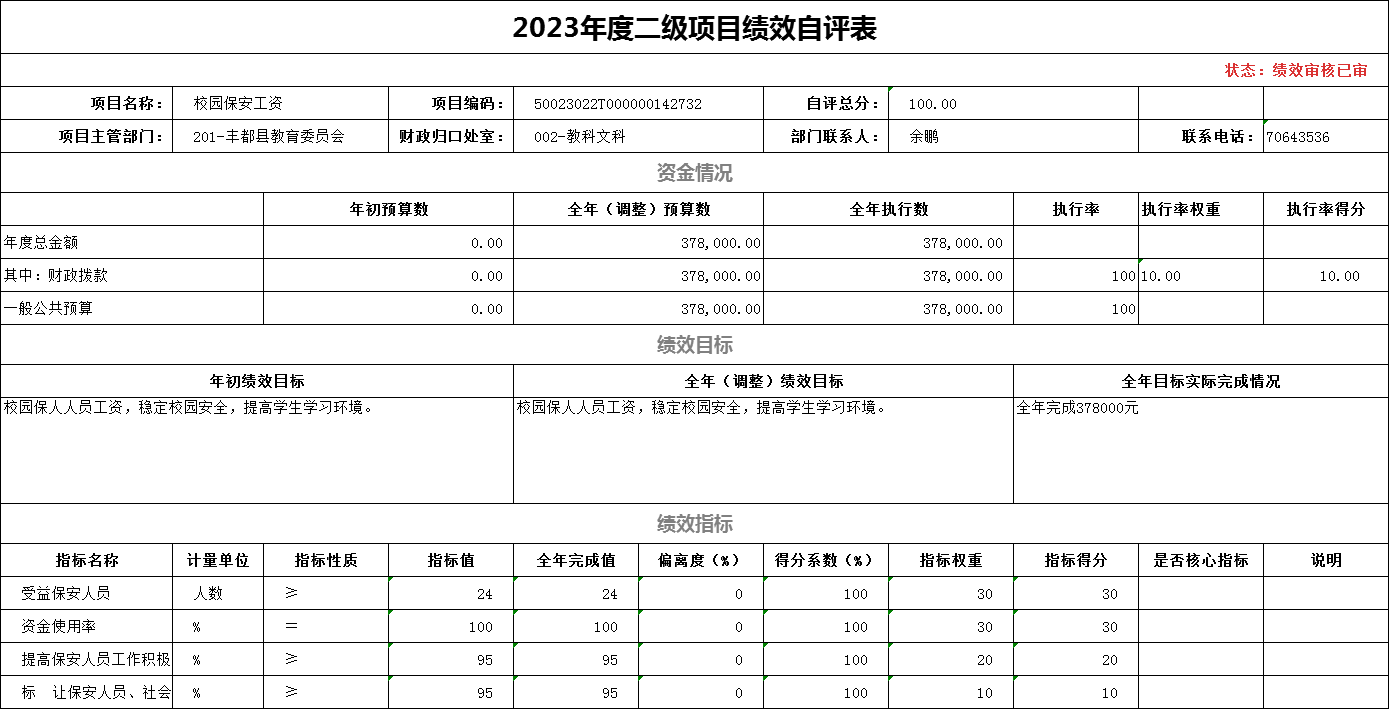 2023年度二级项目绩效自评表
状态：绩效审核已审
项目名称： 校园保安工资 项目编码： 50023022T000000142732 自评总分： 100.00
项目主管部门： 201-丰都县教育委员会 财政归口处室： 002-教科文科 部门联系人： 余鹏 联系电话： 70643536
资金情况
年初预算数 全年（调整）预算数 全年执行数 执行率 执行率权重 执行率得分
年度总金额 0.00 378,000.00 378,000.00
其中：财政拨款 0.00 378,000.00 378,000.00 100 10.00 10.00
一般公共预算 0.00 378,000.00 378,000.00 100
绩效目标
年初绩效目标 全年（调整）绩效目标 全年目标实际完成情况
校园保人人员工资，稳定校园安全，提高学生学习环境。 校园保人人员工资，稳定校园安全，提高学生学习环境。 全年完成378000元
绩效指标
指标名称 计量单位 指标性质 指标值 全年完成值 偏离度（%） 得分系数（%） 指标权重 指标得分 是否核心指标 说明
受益保安人员 人数 ≥ 24 24 0 100 30 30
资金使用率 % ＝ 100 100 0 100 30 30
提高保安人员工作积极 % ≥ 95 95 0 100 20 20
标 让保安人员、社会 % ≥ 95 95 0 100 10 10